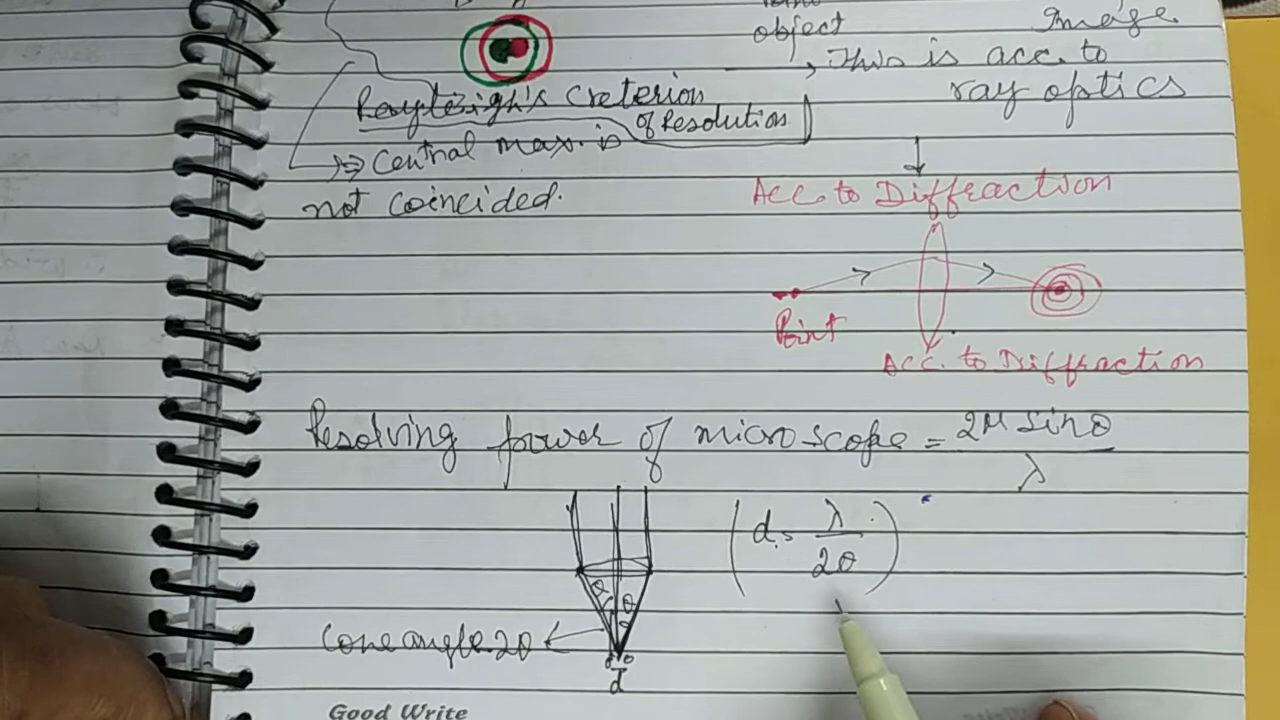 object
Image.
, This is acc. to
ray optics
Rayleigh's Creterion
of Resolution
⇒ Central max. is
not coincided.
Acc. to Diffraction
Point
Acc. to Diffraction
Resolving power of microscope = 2μ sinθ / λ
(d = λ / 2θ)
θ θ
Cone angle 2θ
d
Good Write